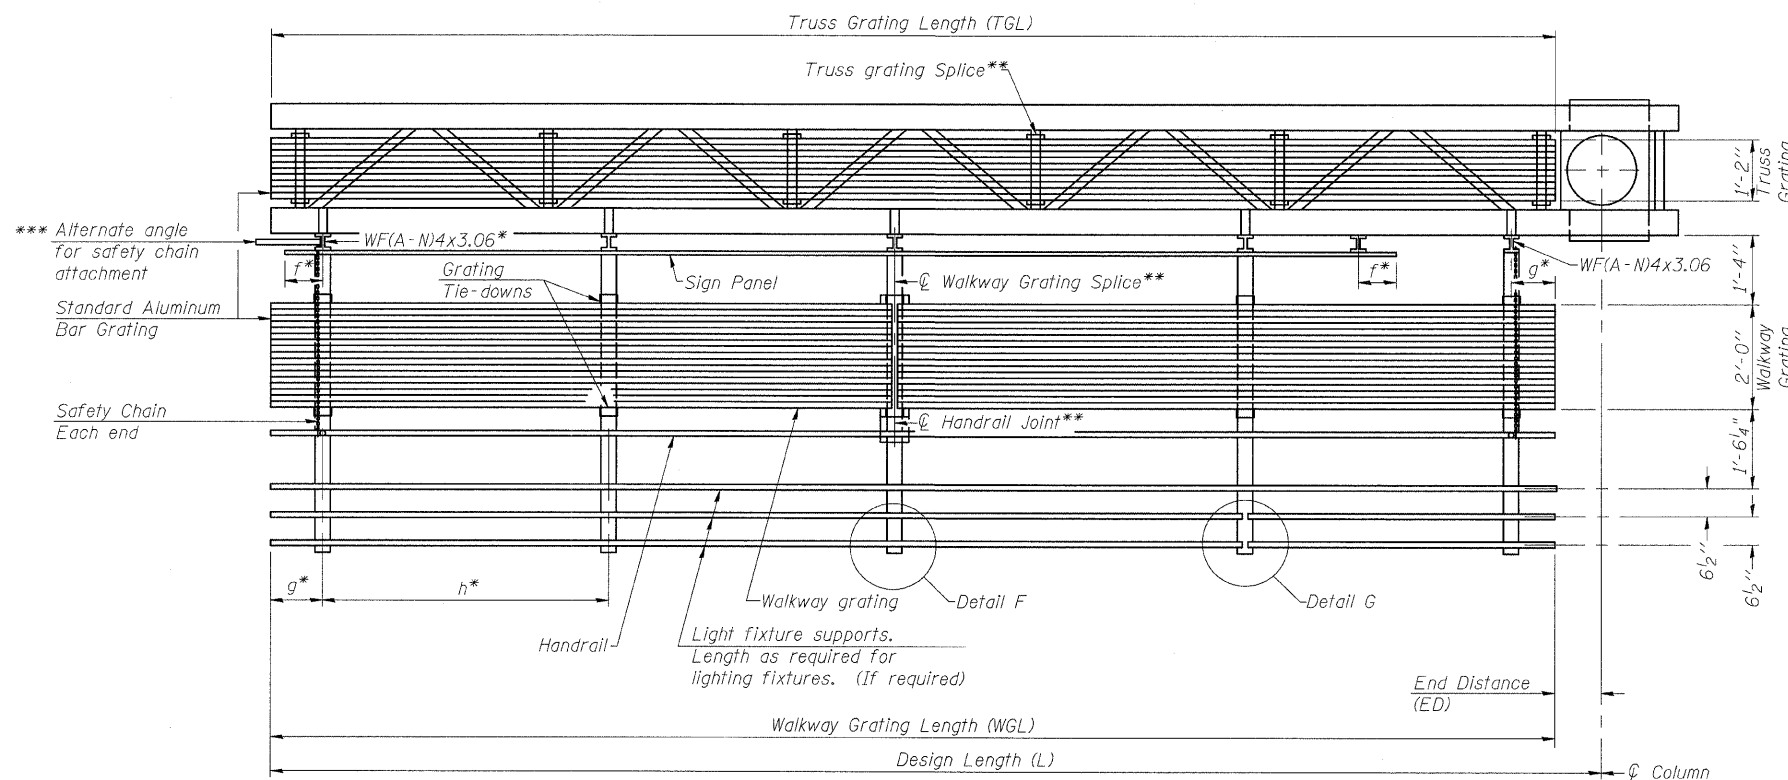 Truss Grating Length (TGL)
Truss grating Splice**
1'-2"
Truss
Grating
*** Alternate angle
for safety chain
attachment
WF(A-N)4x3.06*
f*
Grating
Tie-downs
Sign Panel
℄ Walkway Grating Splice**
f*
g*
WF(A-N)4x3.06
1'-4"
Standard Aluminum
Bar Grating
2'-0"
Walkway
Grating
Safety Chain
Each end
℄ Handrail Joint**
1'-6¼"
6½"
6½"
g*
h*
Walkway grating
Detail F
Detail G
Handrail
Light fixture supports.
Length as required for
lighting fixtures. (If required)
End Distance
(ED)
Walkway Grating Length (WGL)
Design Length (L)
℄ Column